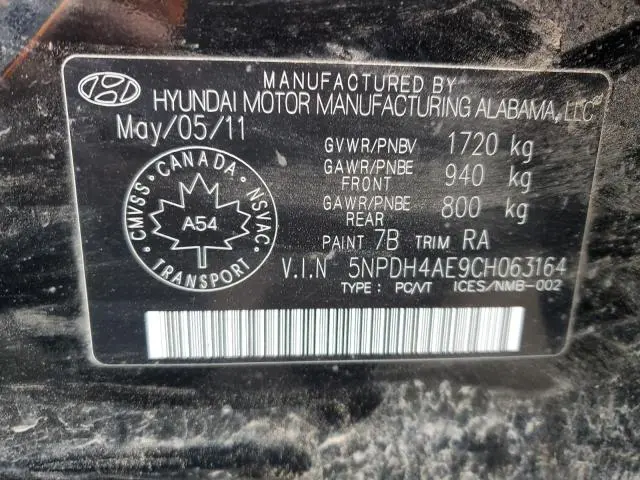 MANUFACTURED BY
HYUNDAI MOTOR MANUFACTURING ALABAMA, LLC
May/05/11
GVWR/PNBV 1720 kg
GAWR/PNBE FRONT 940 kg
GAWR/PNBE REAR 800 kg
PAINT 7B TRIM RA
V.I.N 5NPDH4AE9CH063164
TYPE: PC/VT ICES/NMB-002
CANADA
CMVSS
NSVAC
A54
TRANSPORT